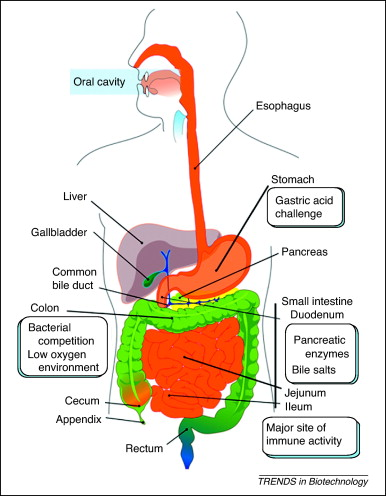 Oral cavity
Esophagus
Stomach
Gastric acid
challenge
Liver
Gallbladder
Pancreas
Common
bile duct
Small intestine
Duodenum
Colon
Bacterial
competition
Low oxygen
environment
Pancreatic
enzymes
Bile salts
Jejunum
Ileum
Cecum
Appendix
Major site of
immune activity
Rectum
TRENDS in Biotechnology